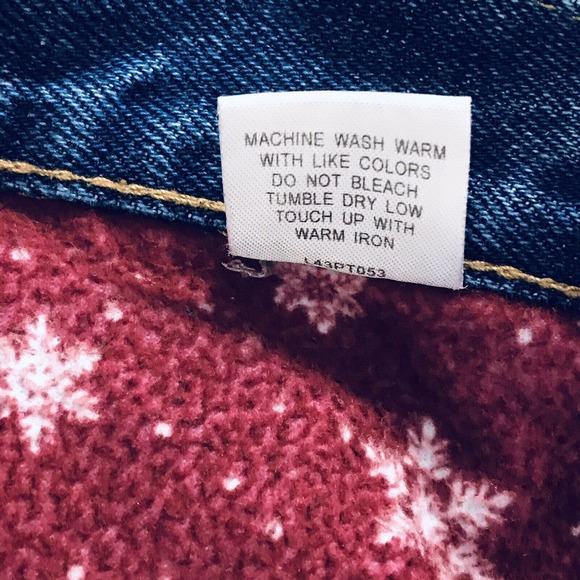 MACHINE WASH WARM
WITH LIKE COLORS
DO NOT BLEACH
TUMBLE DRY LOW
TOUCH UP WITH
WARM IRON
L43PT053